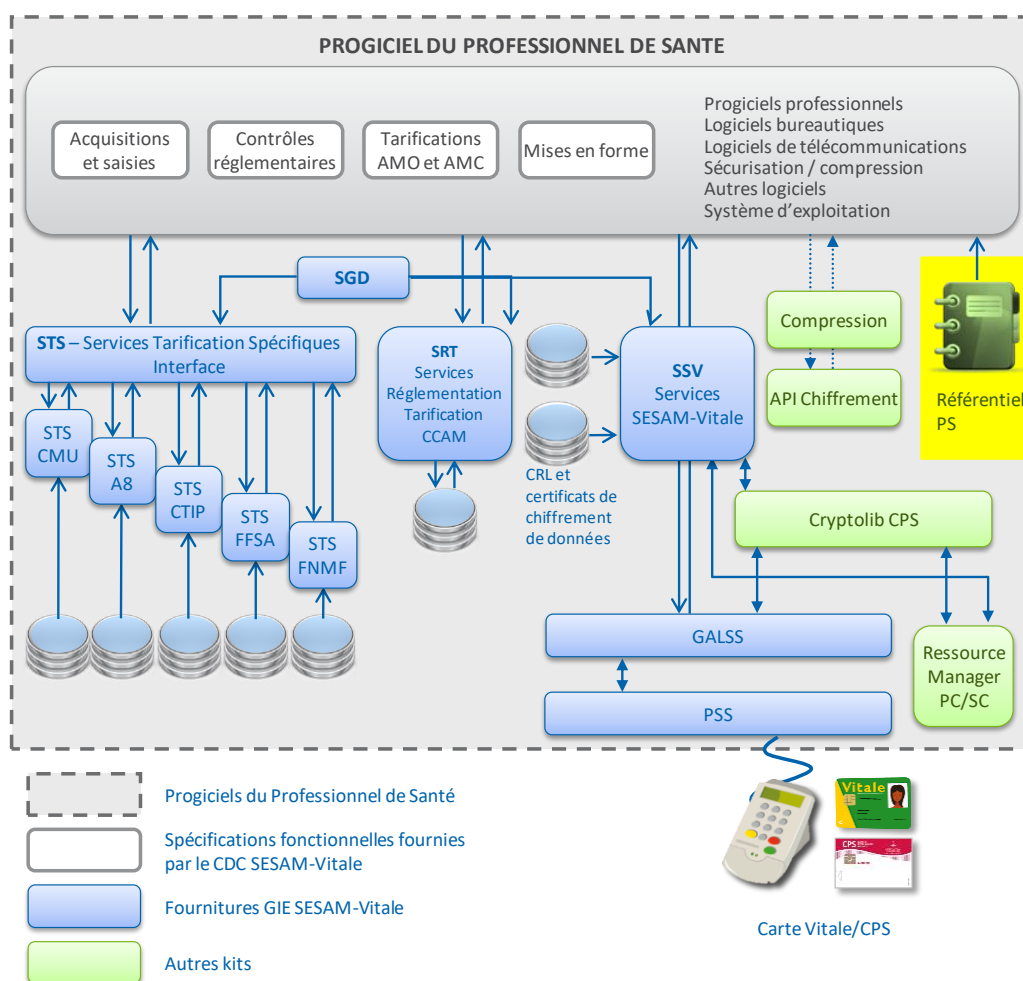 PROGICIEL DU PROFESSIONNEL DE SANTE
Acquisitions
et saisies
Contrôles
réglementaires
Tarifications
AMO et AMC
Mises en forme
Progiciels professionnels
Logiciels bureautiques
Logiciels de télécommunications
Sécurisation / compression
Autres logiciels
Système d'exploitation
SGD
STS – Services Tarification Spécifiques
Interface
SRT
Services
Réglementation
Tarification
CCAM
SSV
Services
SESAM-Vitale
Compression
API Chiffrement
Référentiel
PS
STS
CMU
STS
A8
STS
CTIP
STS
FFSA
STS
FNMF
CRL et
certificats de
chiffrement
de données
Cryptolib CPS
GALSS
Ressource
Manager
PC/SC
PSS
Progiciels du Professionnel de Santé
Spécifications fonctionnelles fournies
par le CDC SESAM-Vitale
Fournitures GIE SESAM-Vitale
Autres kits
Vitale
CPS
Carte Vitale/CPS